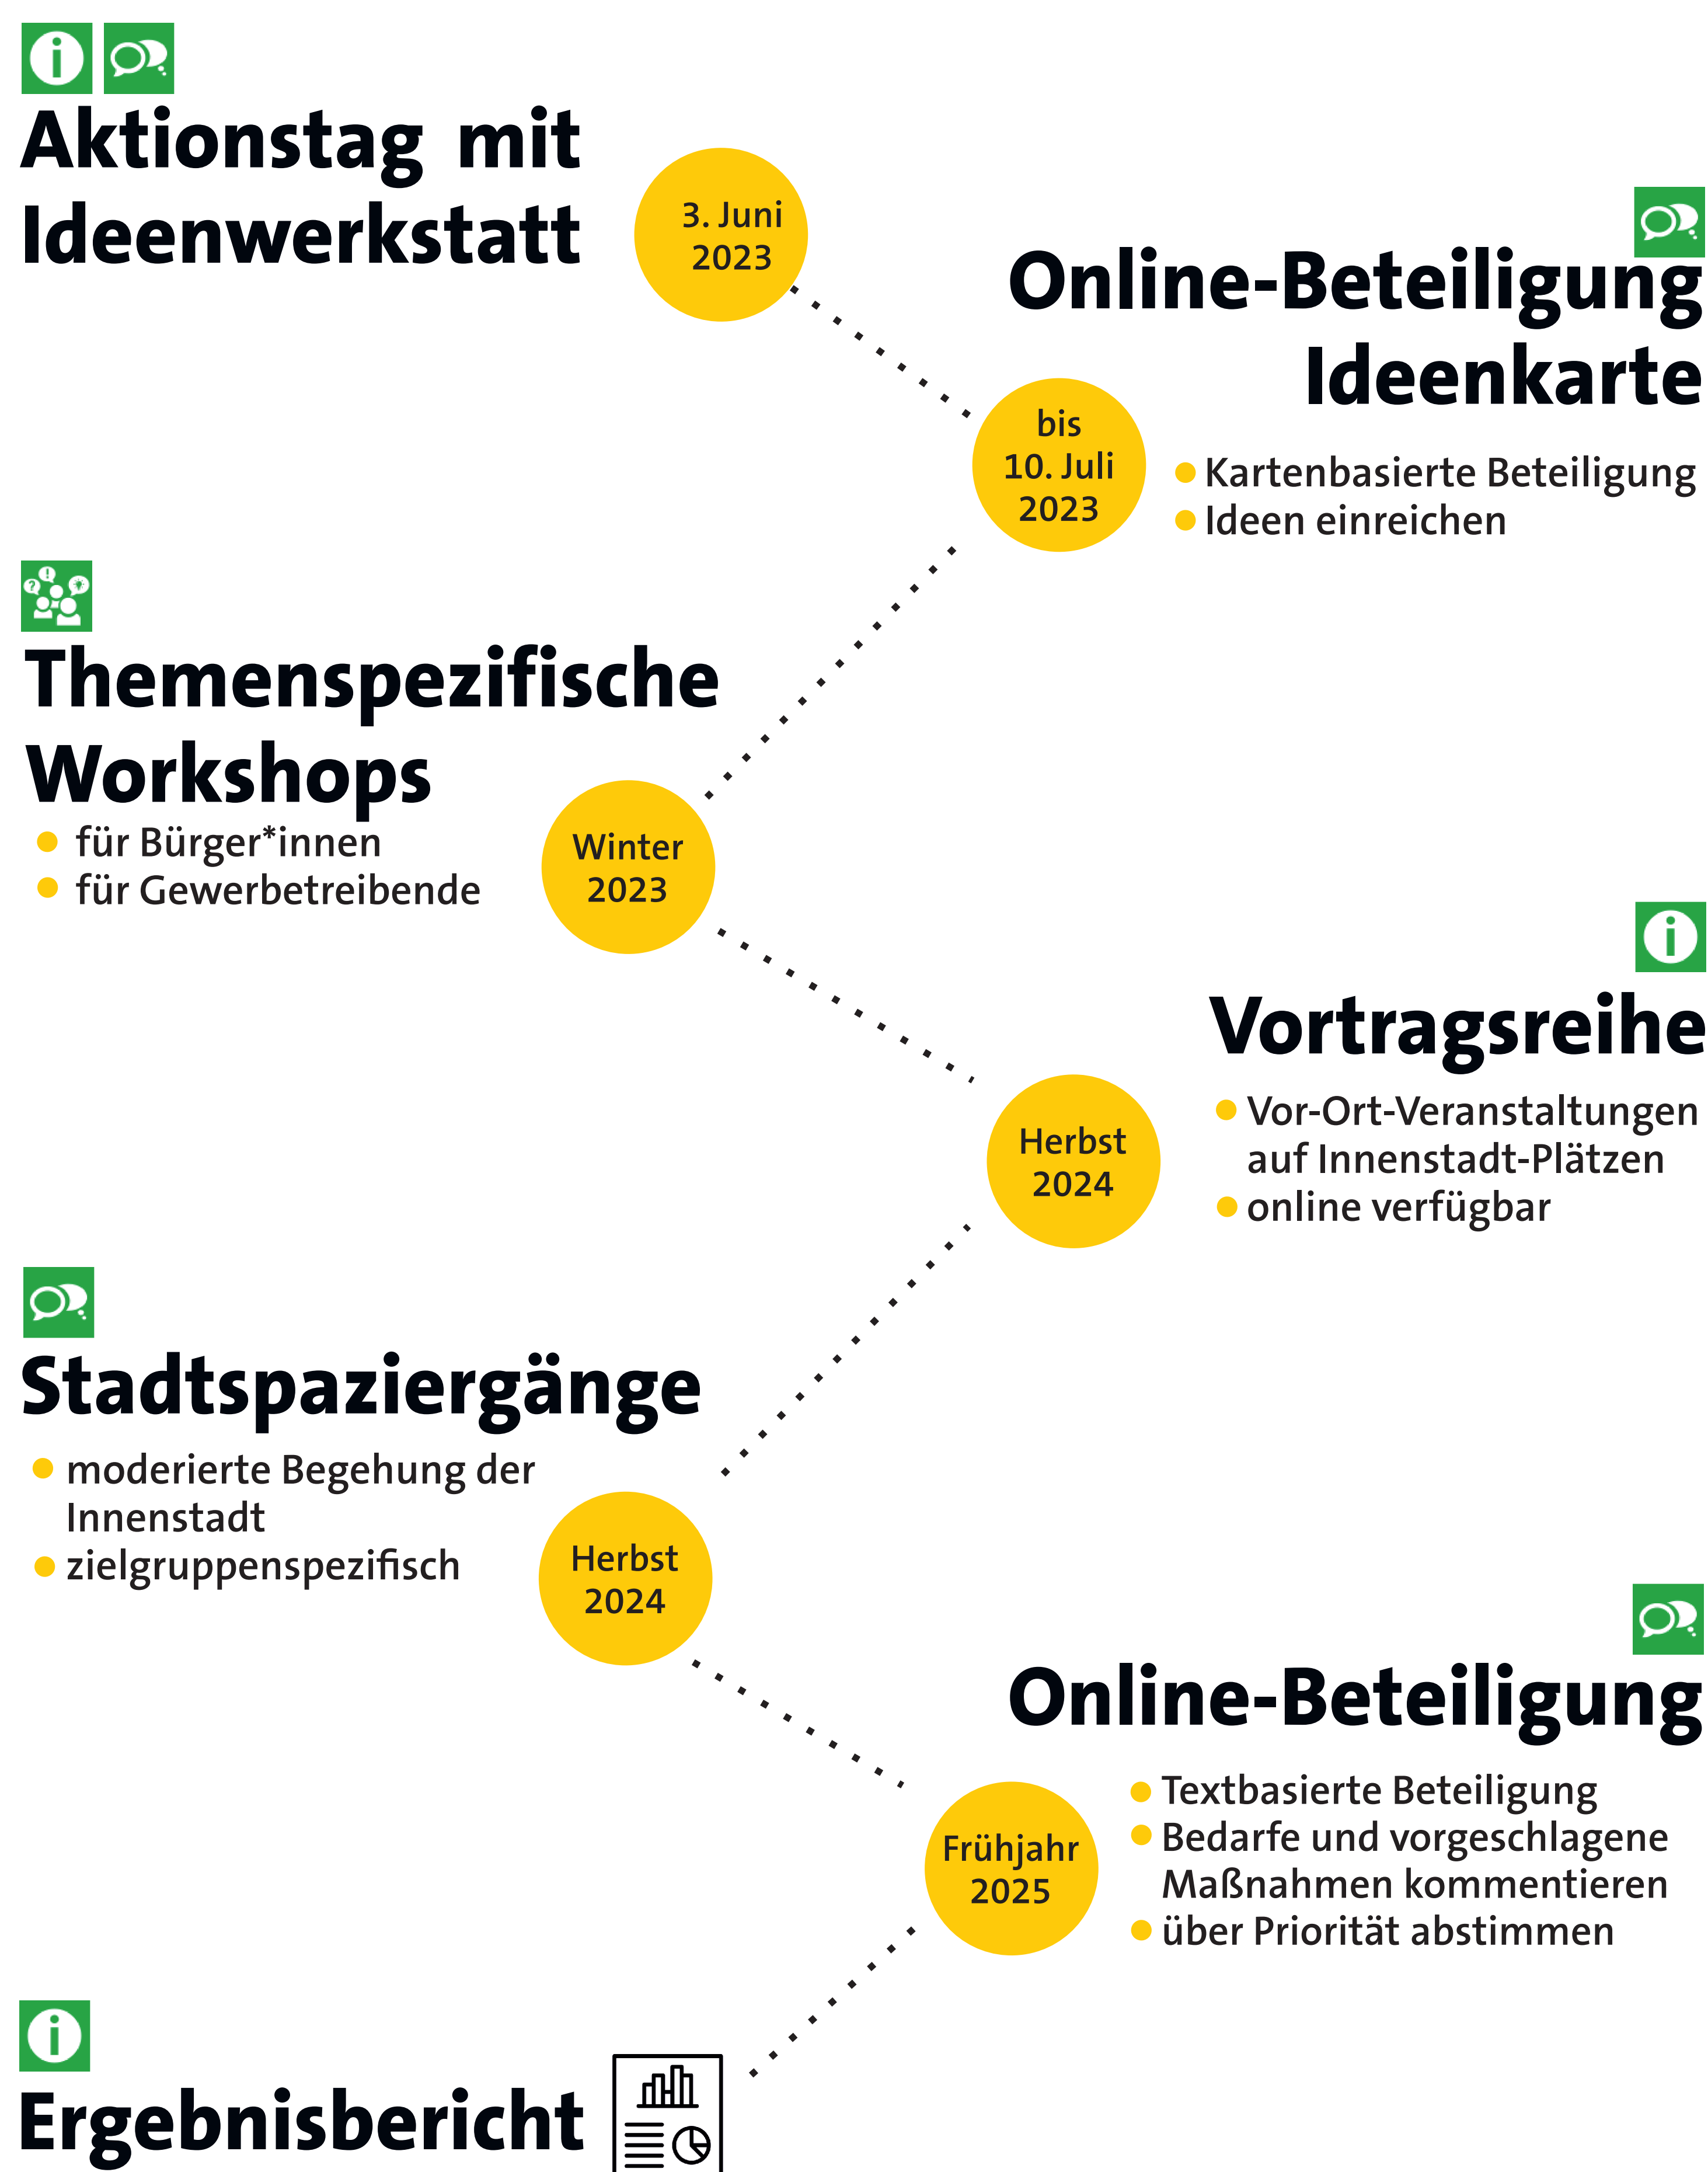 Aktionstag mit
Ideenwerkstatt
3. Juni
2023
Online-Beteiligung
Ideenkarte
bis
10. Juli
2023
Kartenbasierte Beteiligung
Ideen einreichen
Themenspezifische
Workshops
für Bürger*innen
für Gewerbetreibende
Winter
2023
Vortragsreihe
Vor-Ort-Veranstaltungen
auf Innenstadt-Plätzen
online verfügbar
Herbst
2024
Stadtspaziergänge
moderierte Begehung der
Innenstadt
zielgruppenspezifisch
Herbst
2024
Online-Beteiligung
Textbasierte Beteiligung
Bedarfe und vorgeschlagene
Maßnahmen kommentieren
über Priorität abstimmen
Frühjahr
2025
Ergebnisbericht